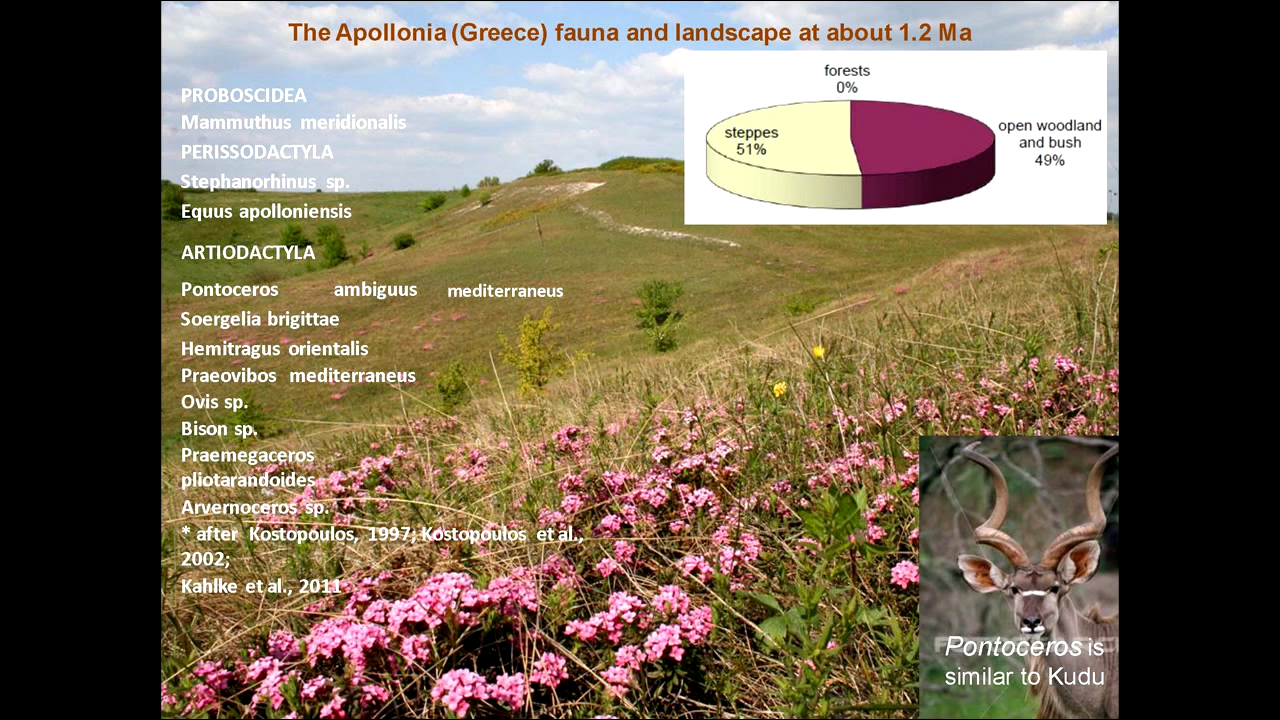 The Apollonia (Greece) fauna and landscape at about 1.2 Ma
PROBOSCIDEA
Mammuthus meridionalis
PERISSODACTYLA
Stephanorhinus sp.
Equus apolloniensis
ARTIODACTYLA
Pontoceros ambiguus mediterraneus
Soergelia brigittae
Hemitragus orientalis
Praeovibos mediterraneus
Ovis sp.
Bison sp.
Praemegaceros
pliotarandoides
Arvernoceros sp.
* after Kostopoulos, 1997; Kostopoulos et al.,
2002;
Kahlke et al., 2011
forests
0%
steppes
51%
open woodland
and bush
49%
Pontoceros is
similar to Kudu